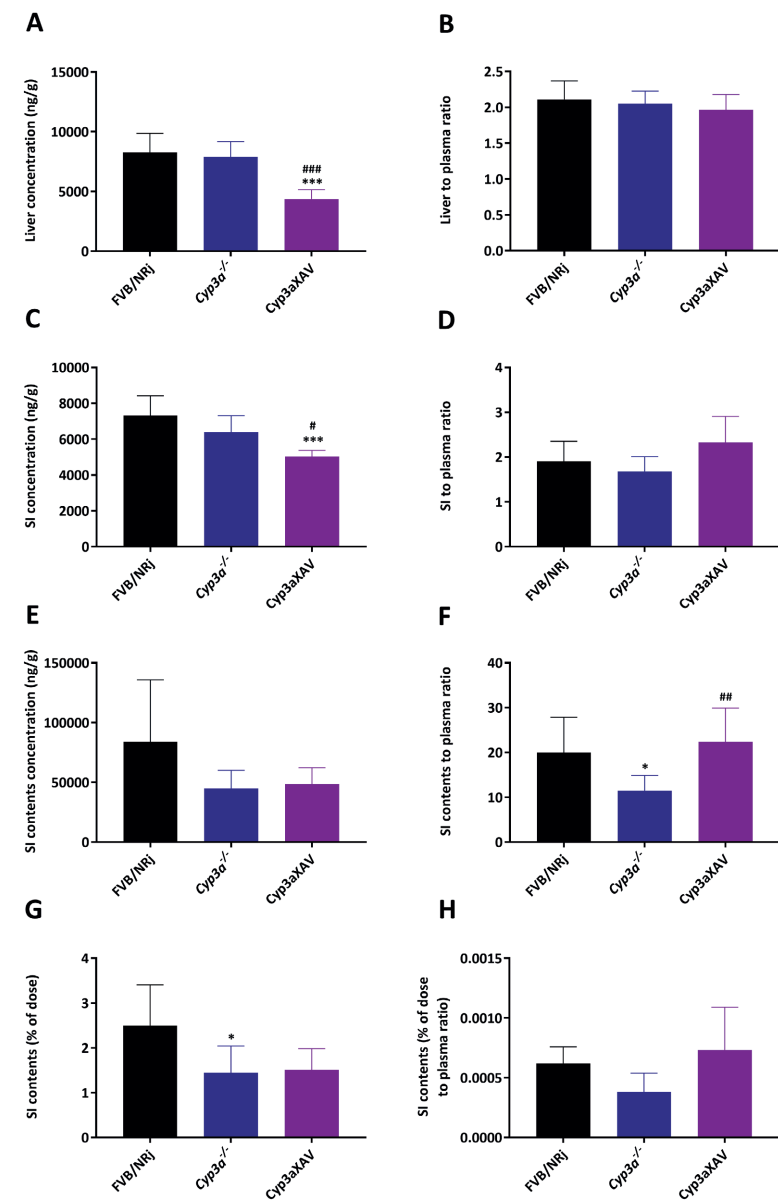 A
Liver concentration (ng/g)
15000
10000
5000
0
###
***
FVB/NRj
Cyp3a-/-
Cyp3aXAV
B
Liver to plasma ratio
2.5
2.0
1.5
1.0
0.5
0.0
FVB/NRj
Cyp3a-/-
Cyp3aXAV
C
SI concentration (ng/g)
10000
8000
6000
4000
2000
0
#
***
FVB/NRj
Cyp3a-/-
Cyp3aXAV
D
SI to plasma ratio
4
3
2
1
0
FVB/NRj
Cyp3a-/-
Cyp3aXAV
E
SI contents concentration (ng/g)
150000
100000
50000
0
FVB/NRj
Cyp3a-/-
Cyp3aXAV
F
SI contents to plasma ratio
40
30
20
10
0
*
##
FVB/NRj
Cyp3a-/-
Cyp3aXAV
G
SI contents (% of dose)
4
3
2
1
0
*
FVB/NRj
Cyp3a-/-
Cyp3aXAV
H
SI contents (% of dose
to plasma ratio)
0.0015
0.0010
0.0005
0.0000
FVB/NRj
Cyp3a-/-
Cyp3aXAV